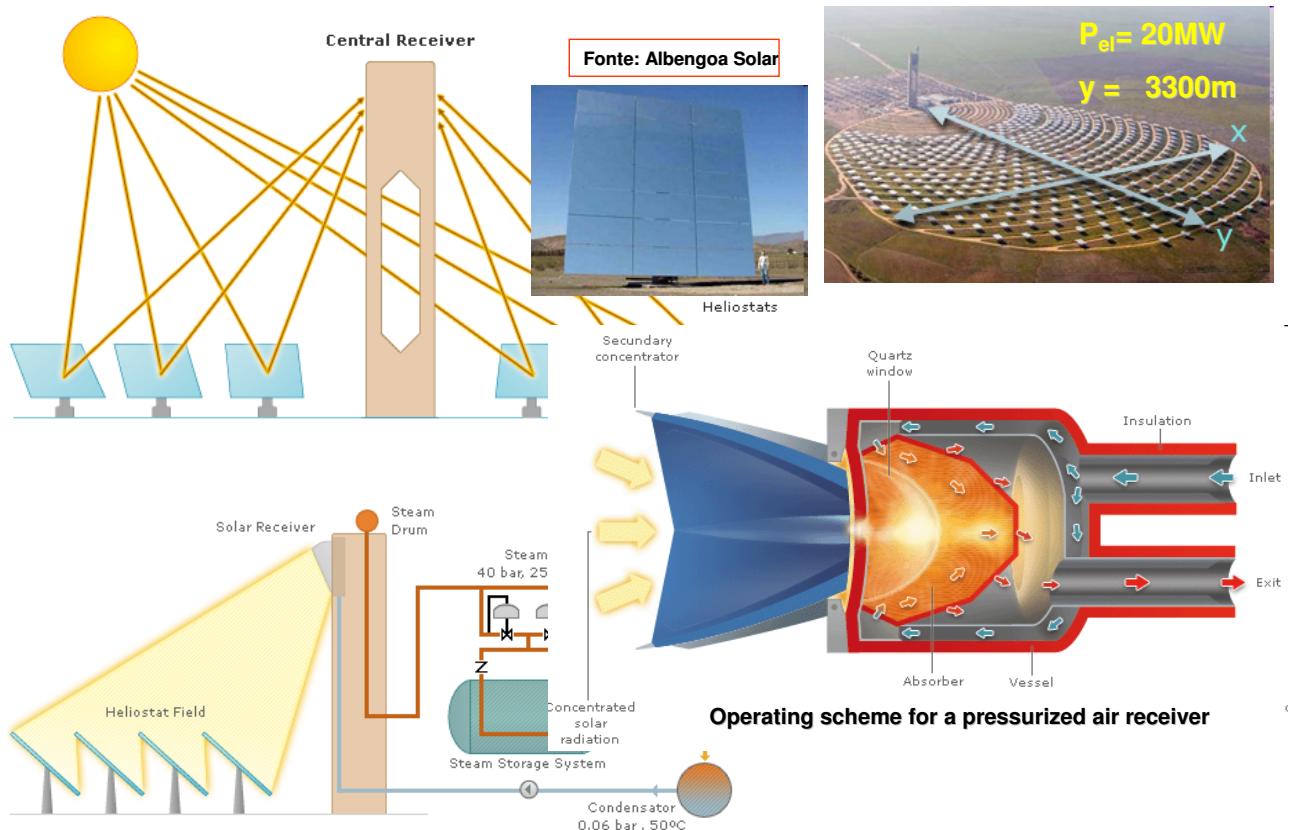 Central Receiver
Fonte: Albengoa Solar
Pel= 20MW
y = 3300m
x
y
Heliostats
Secundary
concentrator
Quartz
window
Insulation
Inlet
Exit
Absorber
Vessel
Concentrated
solar
radiation
Operating scheme for a pressurized air receiver
Solar Receiver
Steam
Drum
Steam
40 bar, 25
Heliostat Field
Steam Storage System
Condensator
0.06 bar . 50ºC